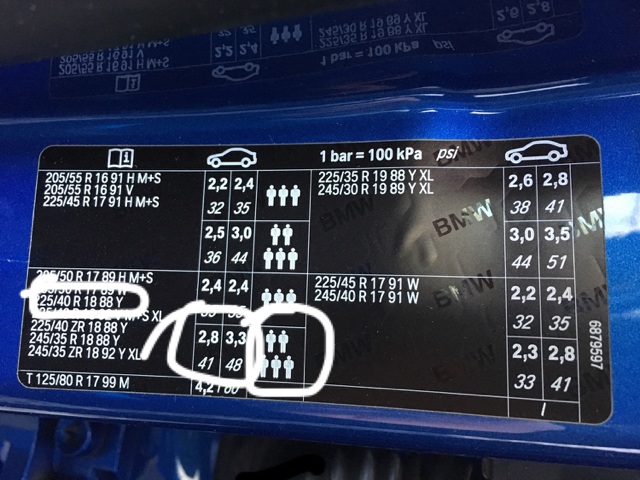 1 bar = 100 kPa psi
205/55 R 16 91 H M+S
205/55 R 16 91 V
225/45 R 17 91 H M+S
2,2 2,4
32 35
2,5 3,0
36 44
225/35 R 19 88 Y XL
245/30 R 19 89 Y XL
2,6 2,8
38 41
3,0 3,5
44 51
205/50 R 17 89 H M+S
225/40 R 18 88 Y
M+S XL
225/40 ZR 18 88 Y
245/35 R 18 88 Y
245/35 ZR 18 92 Y XL
2,4 2,4
2,8 3,3
41 48
225/45 R 17 91 W
245/40 R 17 91 W
2,2 2,4
32 35
2,3 2,8
33 41
T 125/80 R 17 99 M
4,2 / 60
6879597
BMW
BMW
BMW